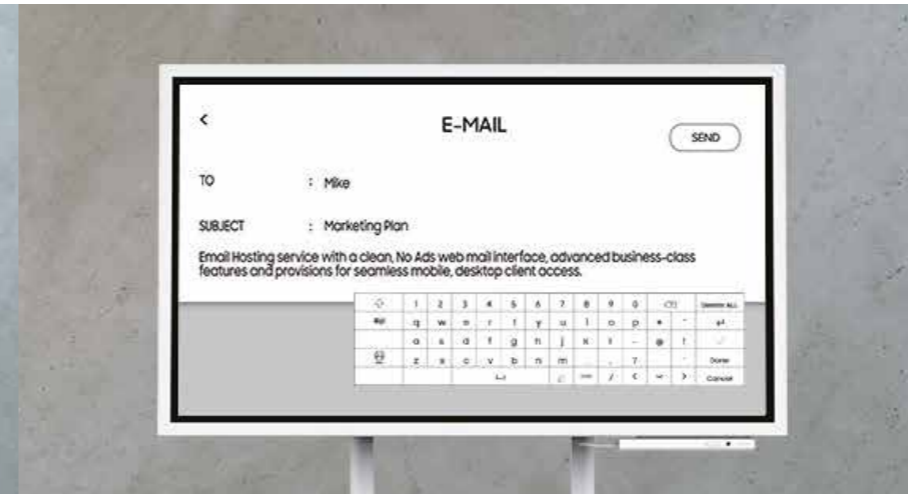 <
E-MAIL
SEND
TO : Mike
SUBJECT : Marketing Plan
Email Hosting service with a clean, No Ads web mail interface, advanced business-class
features and provisions for seamless mobile, desktop client access.
1 2 3 4 5 6 7 8 9 0 DELETE ALL
q w e r t y u i o p
a s d f g h j k l - @ !
z x c v b n m . ? Done
/ < > Cancel